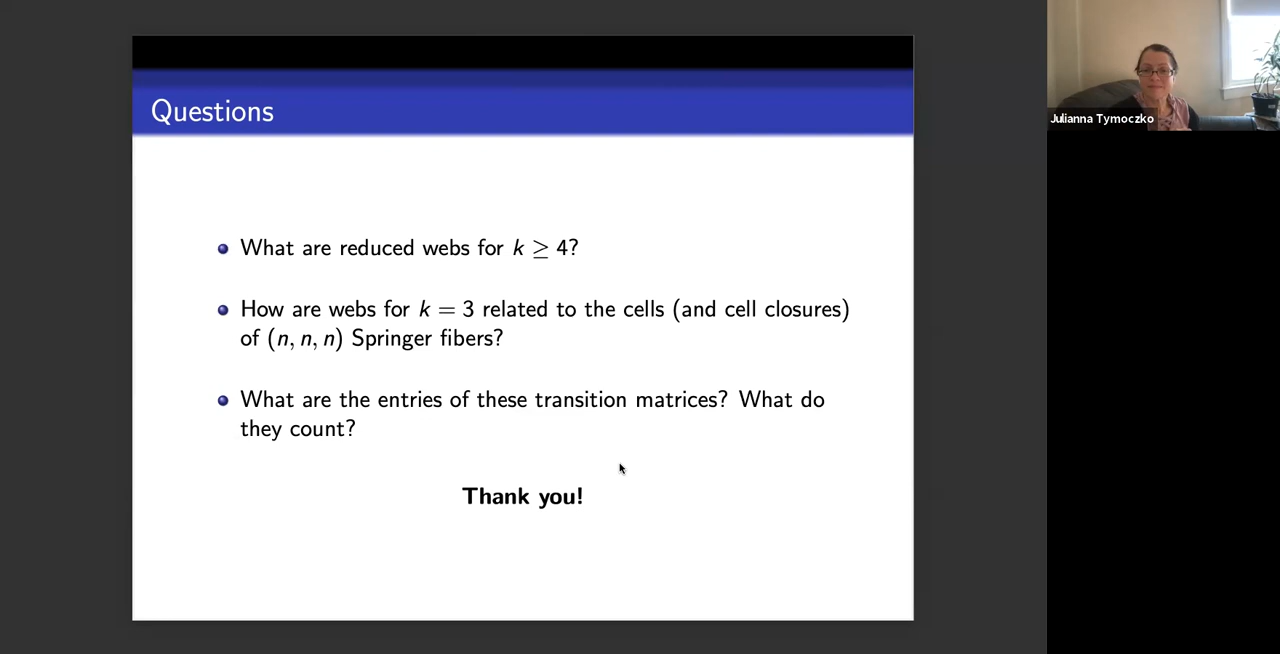 Questions
What are reduced webs for k ≥ 4?
How are webs for k = 3 related to the cells (and cell closures)
of (n, n, n) Springer fibers?
What are the entries of these transition matrices? What do
they count?
Thank you!
Julianna Tymoczko